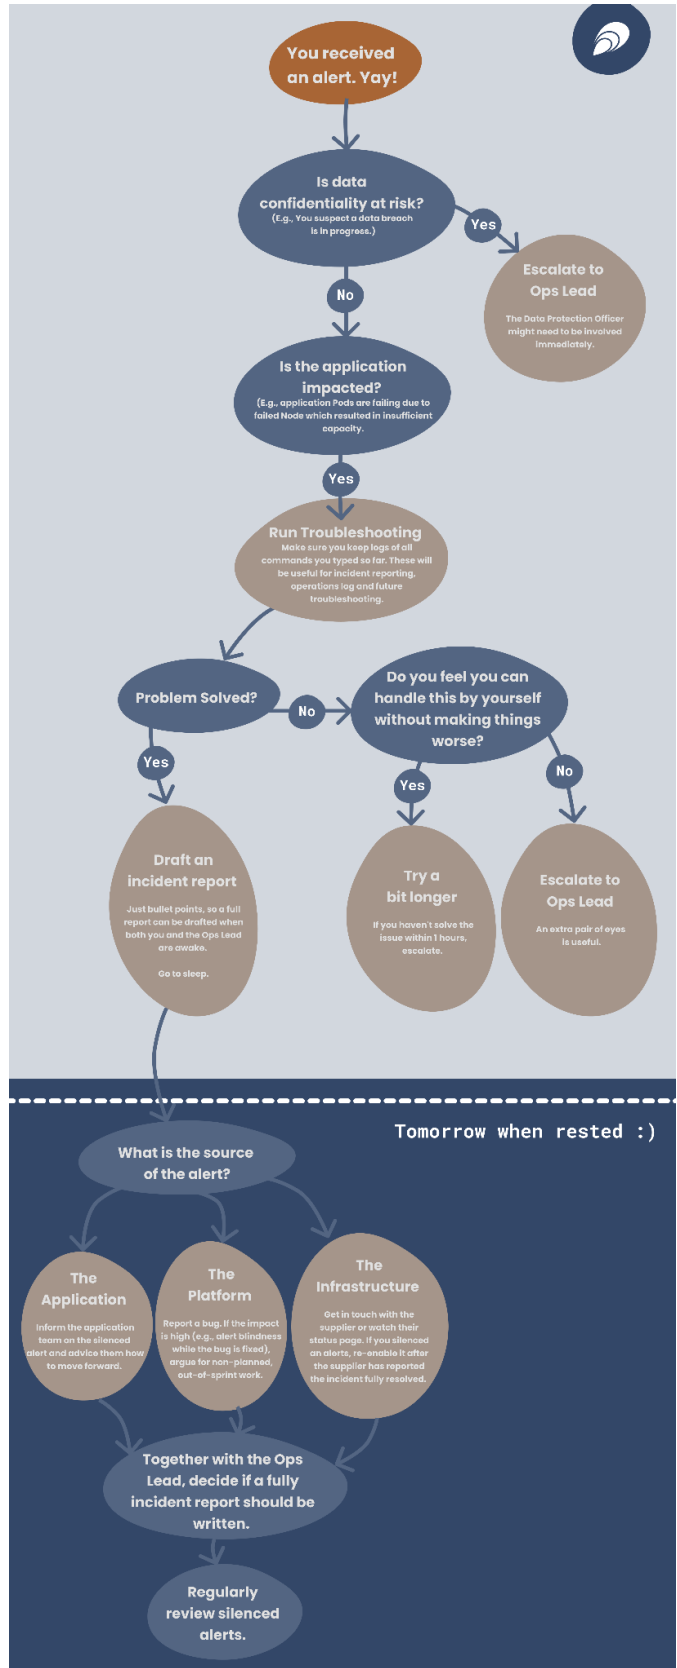 You received
an alert. Yay!
Is data
confidentiality at risk?
(E.g., You suspect a data breach
is in progress.)
Yes
Escalate to
Ops Lead
The Data Protection Officer
might need to be involved
immediately.
No
Is the application
impacted?
(E.g., application Pods are failing due to
failed Node which resulted in insufficient
capacity.
Yes
Run Troubleshooting
Make sure you keep logs of all
commands you typed so far. These will
be useful for incident reporting,
operations log and future
troubleshooting.
Problem Solved?
No
Do you feel you can
handle this by yourself
without making things
worse?
Yes
Yes
No
Draft an
incident report
Just bullet points, so a full
report can be drafted when
both you and the Ops Lead
are awake.
Go to sleep.
Try a
bit longer
If you haven't solve the
issue within 1 hours,
escalate.
Escalate to
Ops Lead
An extra pair of eyes
is useful.
Tomorrow when rested :)
What is the source
of the alert?
The
Application
Inform the application
team on the silenced
alert and advice them how
to move forward.
The
Platform
Report a bug. If the impact
is high (e.g., alert blindness
while the bug is fixed),
argue for non-planned,
out-of-sprint work.
The
Infrastructure
Get in touch with the
supplier or watch their
status page. If you silenced
an alerts, re-enable it after
the supplier has reported
the incident fully resolved.
Together with the Ops
Lead, decide if a fully
incident report should be
written.
Regularly
review silenced
alerts.